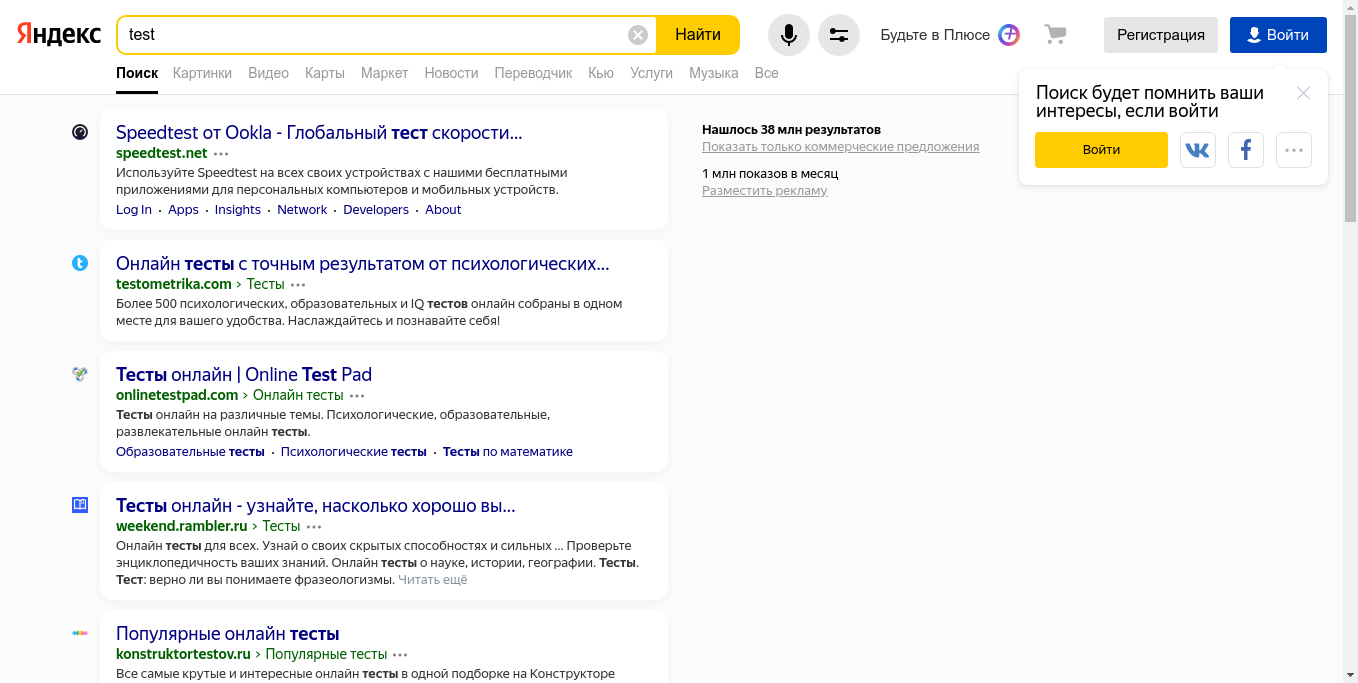 Яндекс
test
Найти
Будьте в Плюсе
Регистрация
Войти
Поиск Картинки Видео Карты Маркет Новости Переводчик Кью Услуги Музыка Все
Поиск будет помнить ваши
интересы, если войти
Войти
Speedtest от Ookla - Глобальный тест скорости...
speedtest.net
Используйте Speedtest на всех своих устройствах с нашими бесплатными
приложениями для персональных компьютеров и мобильных устройств.
Log In · Apps · Insights · Network · Developers · About
Нашлось 38 млн результатов
Показать только коммерческие предложения
1 млн показов в месяц
Разместить рекламу
Онлайн тесты с точным результатом от психологических...
testometrika.com › Тесты
Более 500 психологических, образовательных и IQ тестов онлайн собраны в одном
месте для вашего удобства. Наслаждайтесь и познавайте себя!
Тесты онлайн | Online Test Pad
onlinetestpad.com › Онлайн тесты
Тесты онлайн на различные темы. Психологические, образовательные,
развлекательные онлайн тесты.
Образовательные тесты · Психологические тесты · Тесты по математике
Тесты онлайн - узнайте, насколько хорошо вы...
weekend.rambler.ru › Тесты
Онлайн тесты для всех. Узнай о своих скрытых способностях и сильных ... Проверьте
энциклопедичность ваших знаний. Онлайн тесты о науке, истории, географии. Тесты.
Тест: верно ли вы понимаете фразеологизмы. Читать ещё
Популярные онлайн тесты
konstruktortestov.ru › Популярные тесты
Все самые крутые и интересные онлайн тесты в одной подборке на Конструкторе